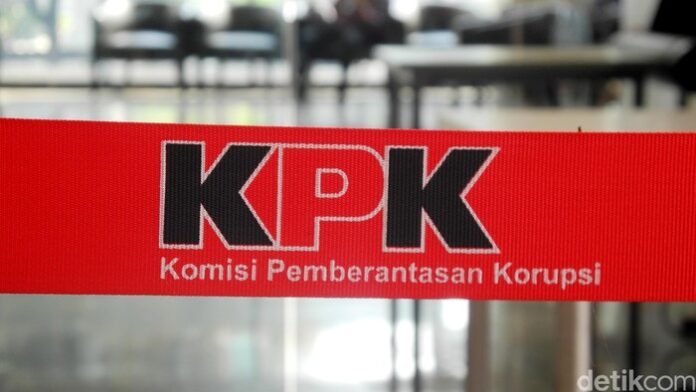 KPK
Komisi Pemberantasan Korupsi
detikcom